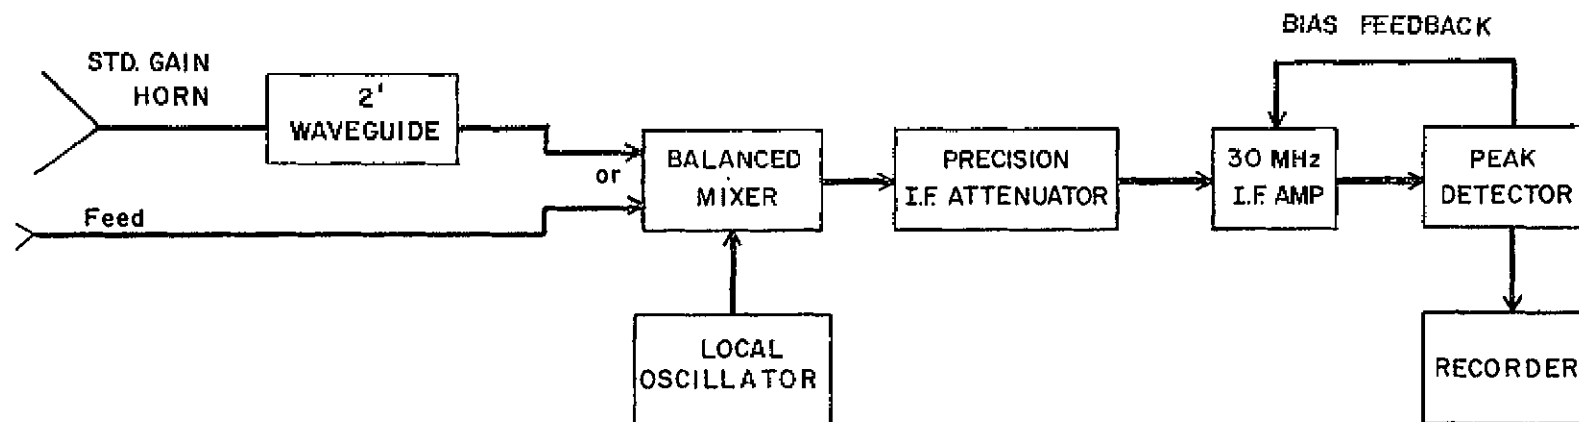 BIAS FEEDBACK
STD. GAIN
HORN
2'
WAVEGUIDE
or
Feed
BALANCED
MIXER
PRECISION
I.F. ATTENUATOR
30 MHz
I.F. AMP
PEAK
DETECTOR
LOCAL
OSCILLATOR
RECORDER